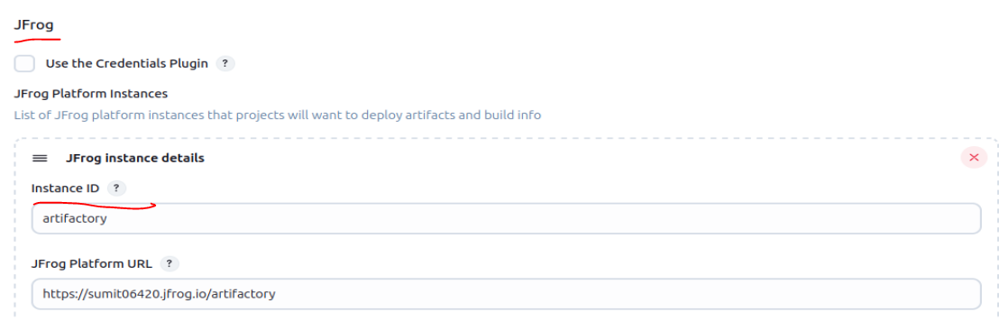 JFrog
Use the Credentials Plugin ?
JFrog Platform Instances
List of JFrog platform instances that projects will want to deploy artifacts and build info
JFrog instance details
Instance ID ?
artifactory
JFrog Platform URL ?
https://sumit06420.jfrog.io/artifactory